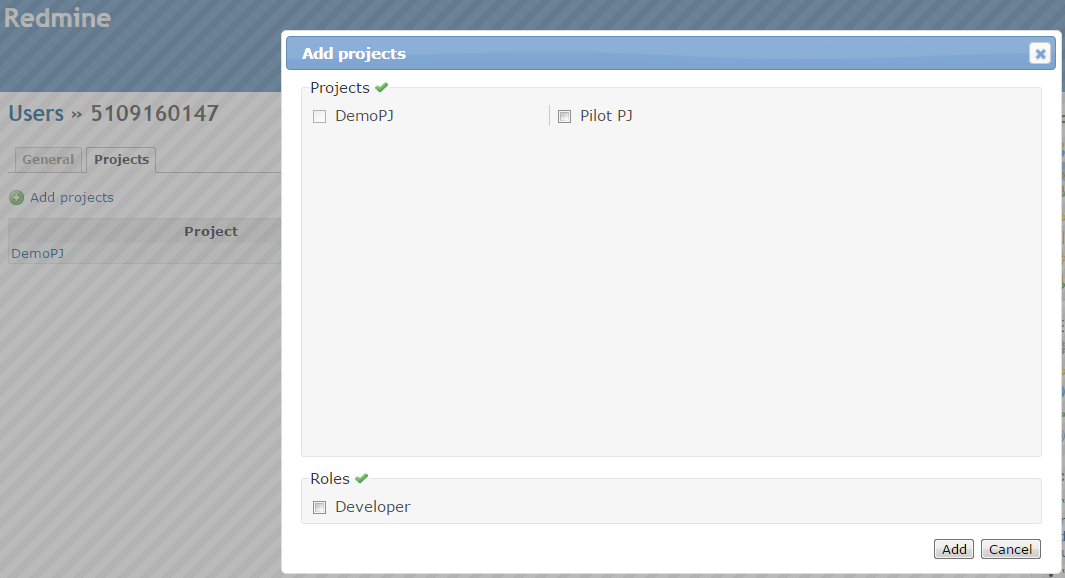 Redmine
Users » 5109160147
General Projects
Add projects
Project
DemoPJ
Add projects
Projects
DemoPJ
Pilot PJ
Roles
Developer
Add Cancel